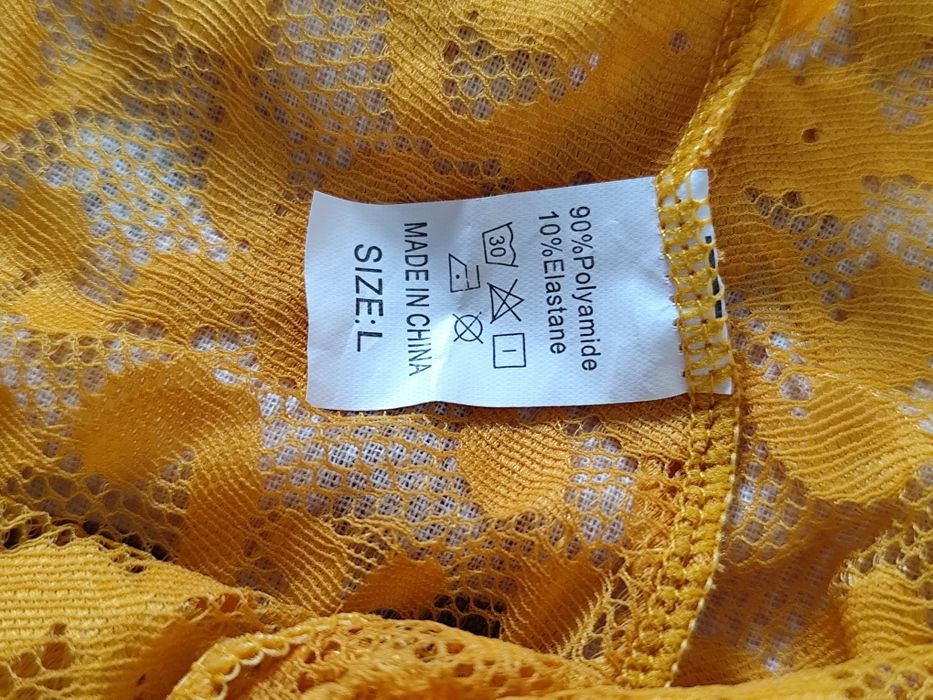 90%Polyamide
10%Elastane
30
MADE IN CHINA
SIZE:L